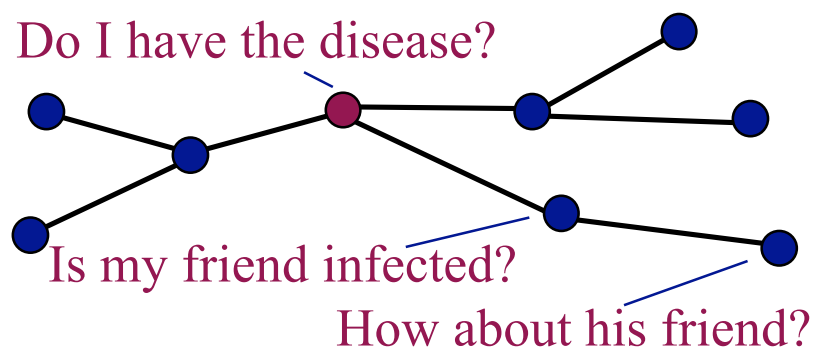 Do I have the disease?
Is my friend infected?
How about his friend?